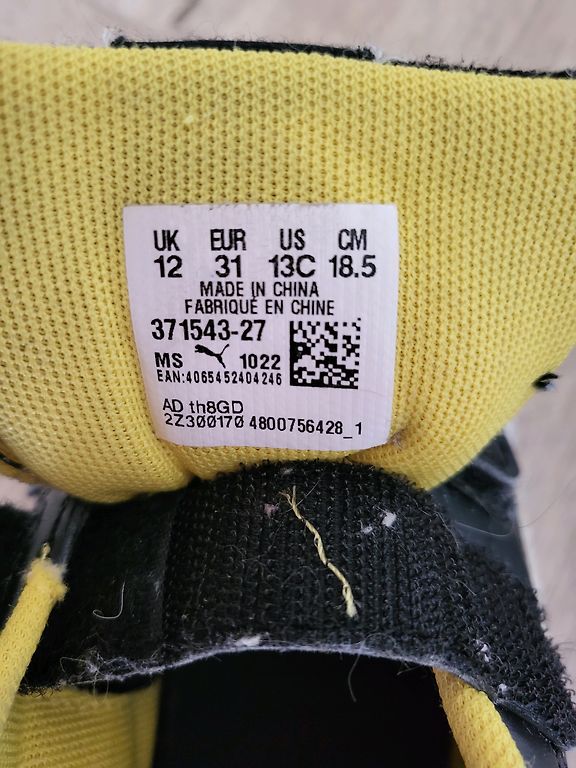 UK EUR US CM
12 31 13C 18.5
MADE IN CHINA
FABRIQUÉ EN CHINE
371543-27
MS 1022
EAN:4065452404246
AD th8GD
2Z300170 4800756428_1